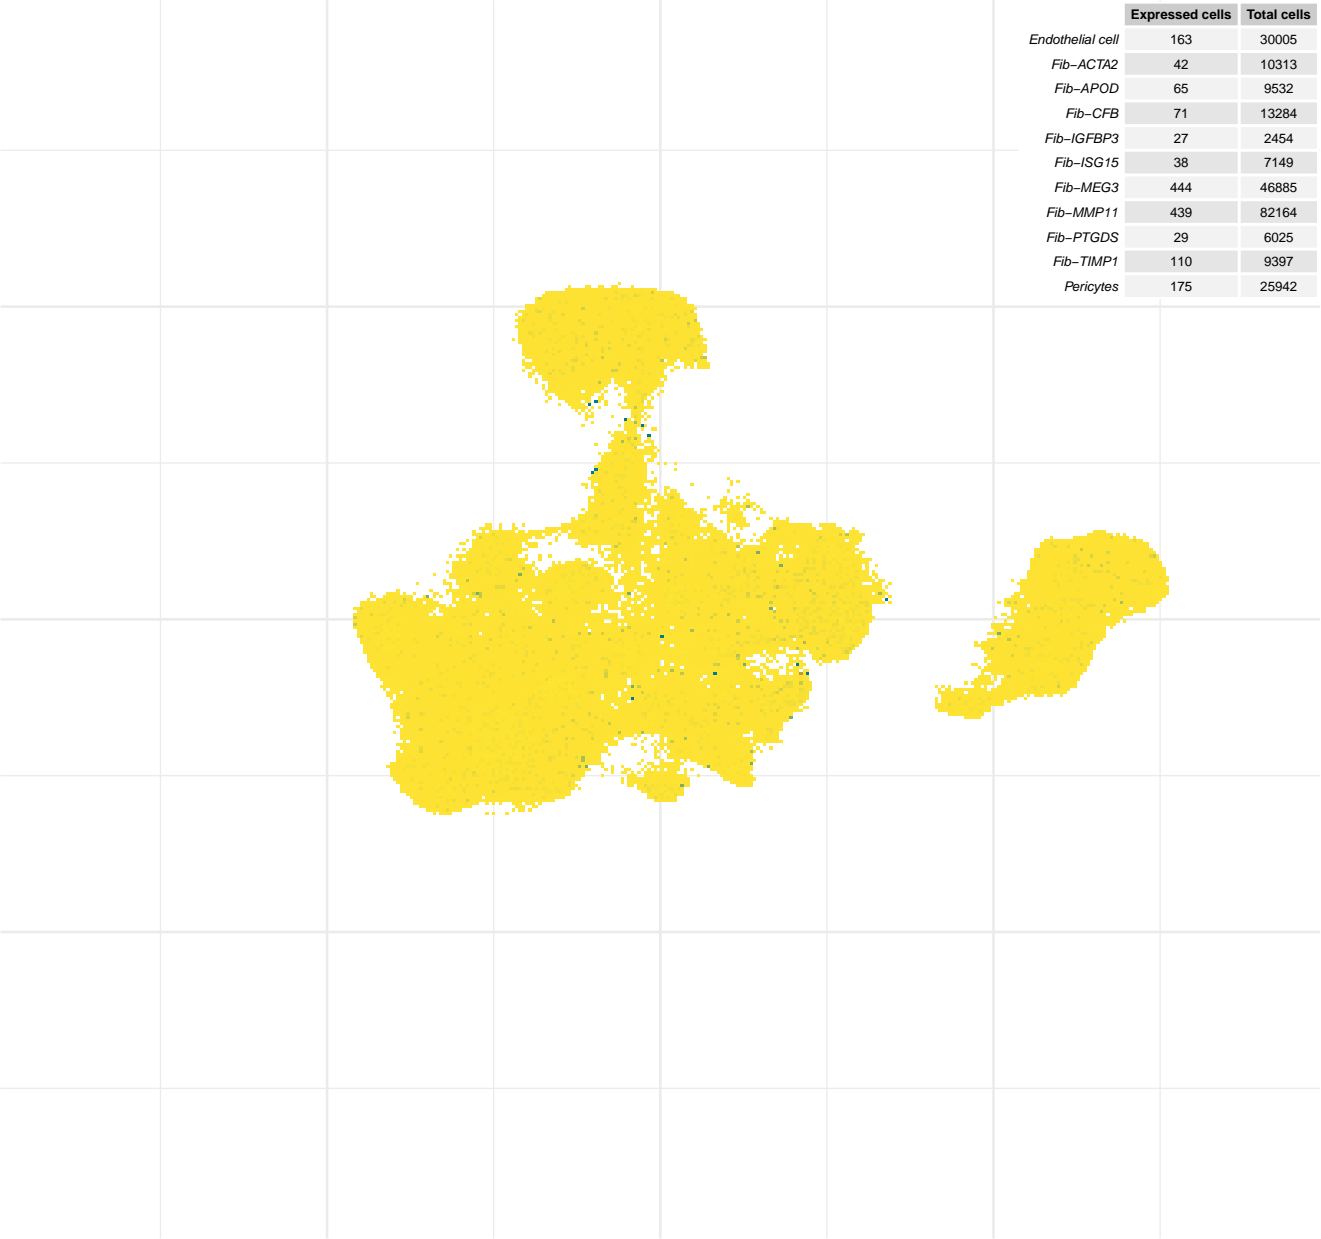 Expressed cells Total cells
Endothelial cell 163 30005
Fib−ACTA2 42 10313
Fib−APOD 65 9532
Fib−CFB 71 13284
Fib−IGFBP3 27 2454
Fib−ISG15 38 7149
Fib−MEG3 444 46885
Fib−MMP11 439 82164
Fib−PTGDS 29 6025
Fib−TIMP1 110 9397
Pericytes 175 25942